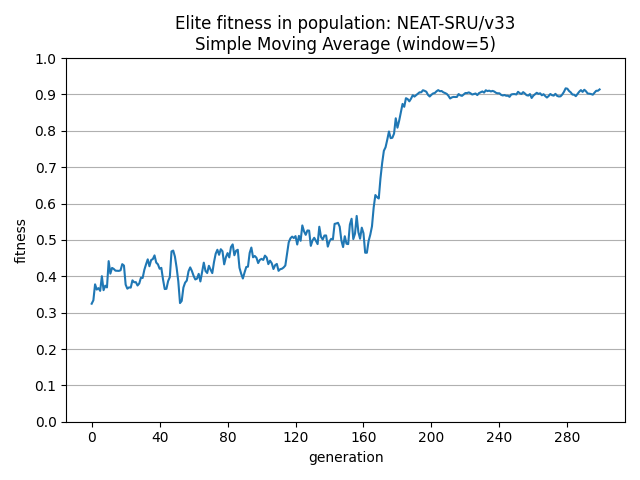 Elite fitness in population: NEAT-SRU/v33
Simple Moving Average (window=5)
1.0
0.9
0.8
0.7
0.6
0.5
0.4
0.3
0.2
0.1
0.0
fitness
0 40 80 120 160 200 240 280
generation